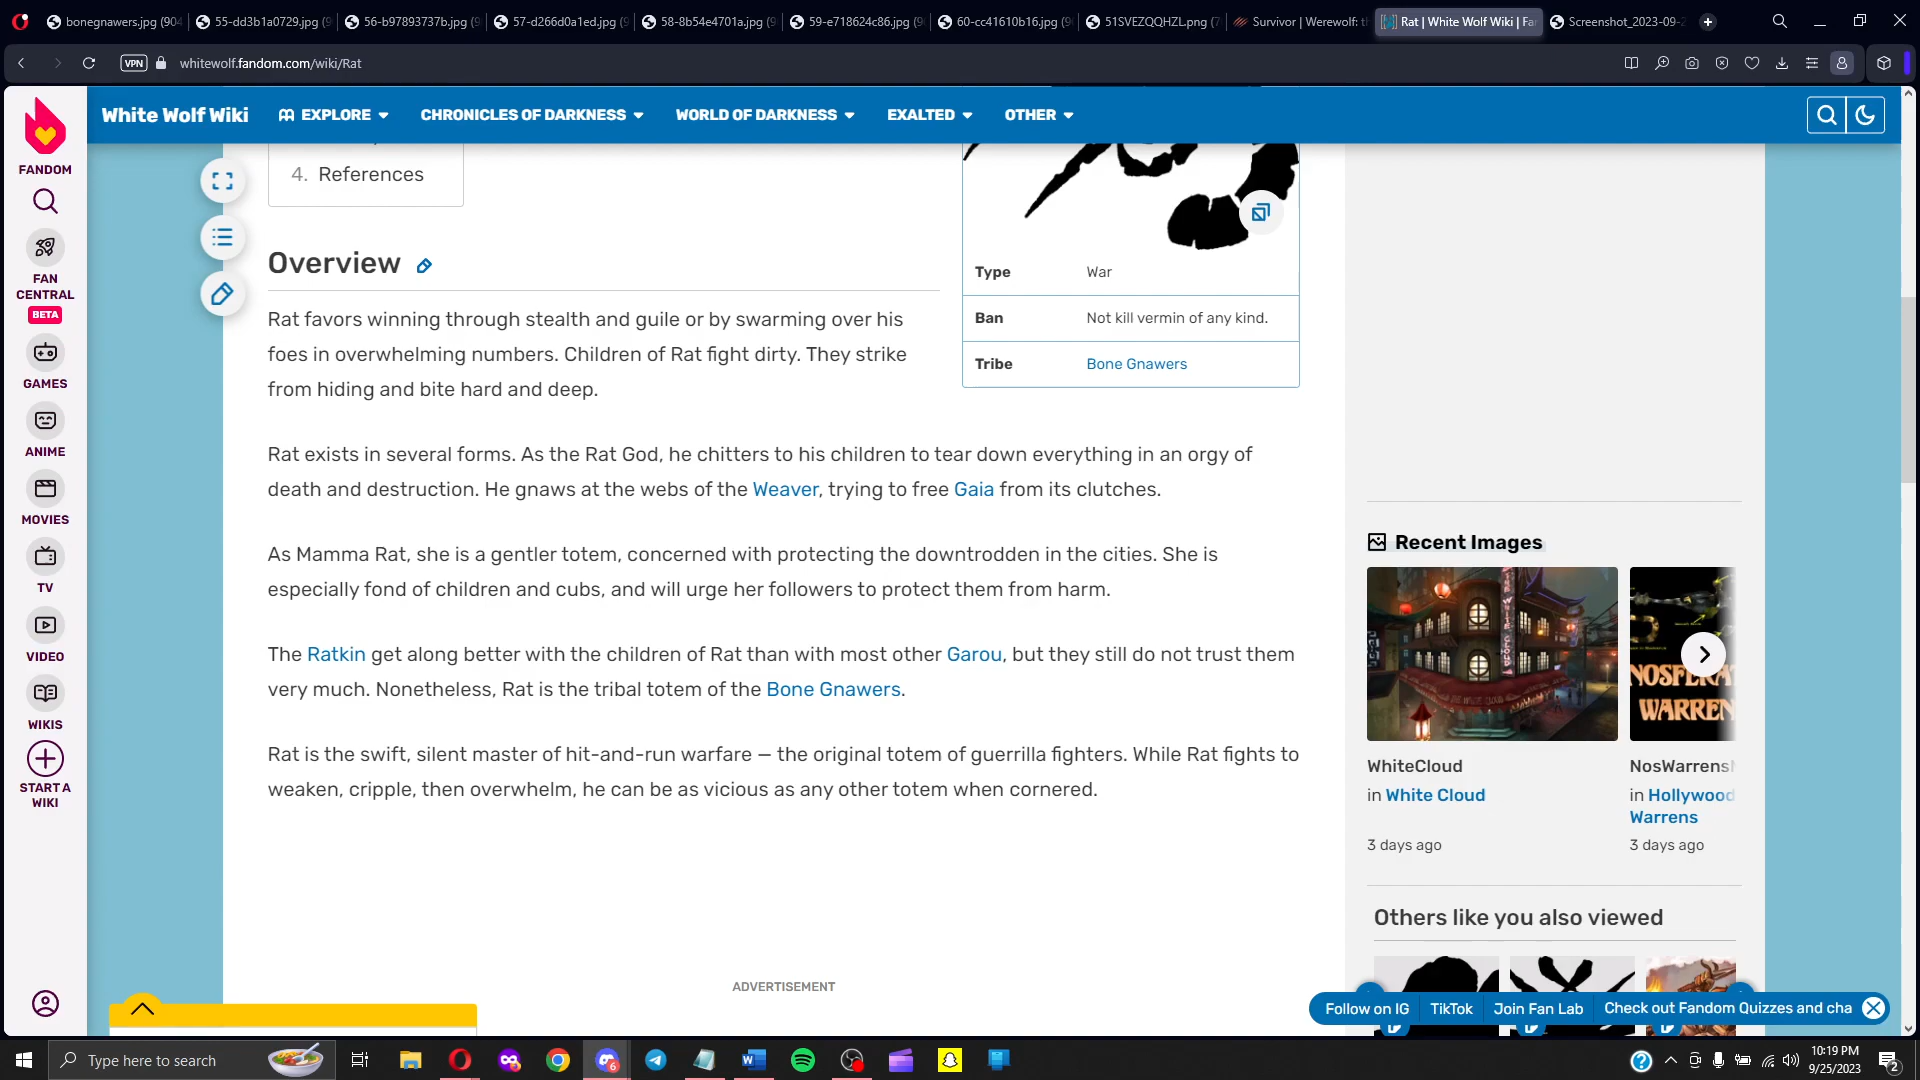 bonegnawers.jpg (904
55-dd3b1a0729.jpg (9
56-b97893737b.jpg (9
57-d266d0a1ed.jpg (9
58-8b54e4701a.jpg (9
59-e718624c86.jpg (9
60-cc41610b16.jpg (9
51SVEZQQHZL.png (7
Survivor | Werewolf: th
Rat | White Wolf Wiki | Fa
Screenshot_2023-09-2
VPN
whitewolf.fandom.com/wiki/Rat
White Wolf Wiki
EXPLORE
CHRONICLES OF DARKNESS
WORLD OF DARKNESS
EXALTED
OTHER
FANDOM
FAN
CENTRAL
BETA
GAMES
ANIME
MOVIES
TV
VIDEO
WIKIS
START A
WIKI
4. References
Overview
Rat favors winning through stealth and guile or by swarming over his
foes in overwhelming numbers. Children of Rat fight dirty. They strike
from hiding and bite hard and deep.
Type War
Ban Not kill vermin of any kind.
Tribe Bone Gnawers
Rat exists in several forms. As the Rat God, he chitters to his children to tear down everything in an orgy of
death and destruction. He gnaws at the webs of the Weaver, trying to free Gaia from its clutches.
As Mamma Rat, she is a gentler totem, concerned with protecting the downtrodden in the cities. She is
especially fond of children and cubs, and will urge her followers to protect them from harm.
The Ratkin get along better with the children of Rat than with most other Garou, but they still do not trust them
very much. Nonetheless, Rat is the tribal totem of the Bone Gnawers.
Rat is the swift, silent master of hit-and-run warfare — the original totem of guerrilla fighters. While Rat fights to
weaken, cripple, then overwhelm, he can be as vicious as any other totem when cornered.
ADVERTISEMENT
Recent Images
NOSFERA
WARREN
WhiteCloud
in White Cloud
3 days ago
NosWarrens
in Hollywood
Warrens
3 days ago
Others like you also viewed
Follow on IG
TikTok
Join Fan Lab
Check out Fandom Quizzes and cha
Type here to search
6
10:19 PM
9/25/2023
2